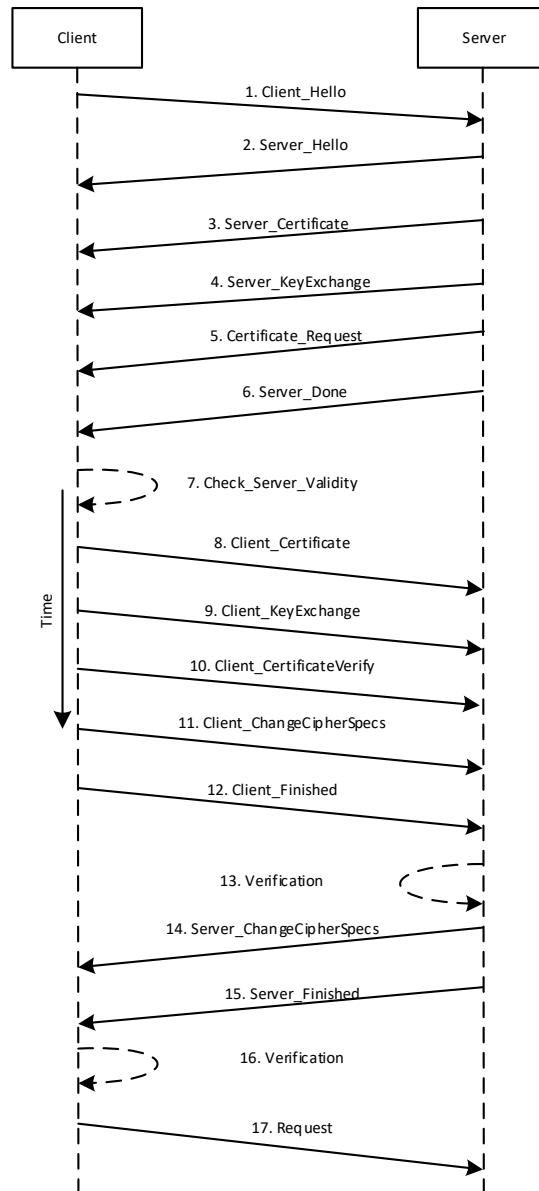 Client
Server
1. Client_Hello
2. Server_Hello
3. Server_Certificate
4. Server_KeyExchange
5. Certificate_Request
6. Server_Done
7. Check_Server_Validity
8. Client_Certificate
Time
9. Client_KeyExchange
10. Client_CertificateVerify
11. Client_ChangeCipherSpecs
12. Client_Finished
13. Verification
14. Server_ChangeCipherSpecs
15. Server_Finished
16. Verification
17. Request